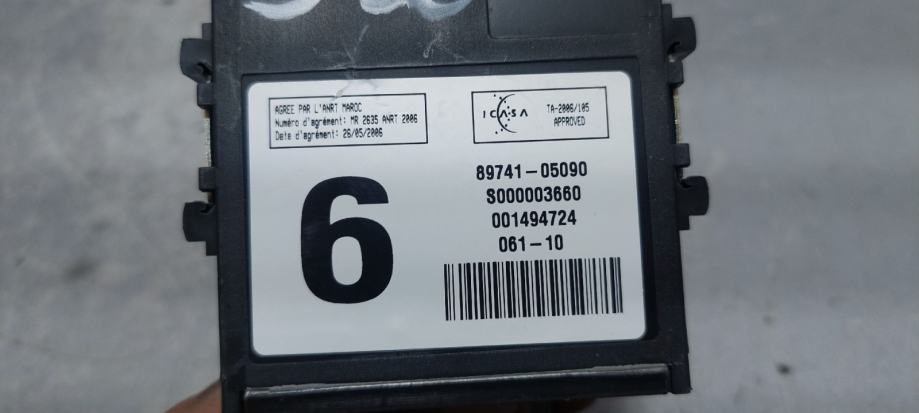 AGREE PAR L'ANRT MAROC
Numéro d'agrément: MR 2635 ANRT 2006
Date d'agrément: 26/05/2006
ICASA
TA-2006/105
APPROVED
6
89741-05090
S000003660
001494724
061-10